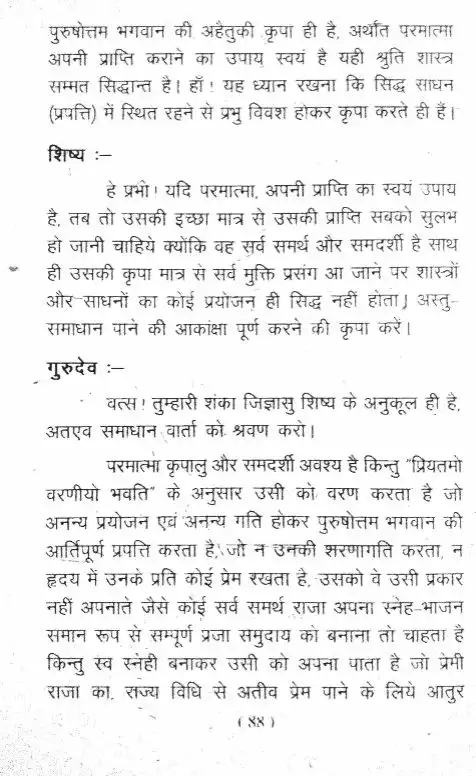 पुरुषोत्तम भगवान की अहैतुकी कृपा ही है, अर्थात परमात्मा
अपनी प्राप्ति कराने का उपाय स्वयं है यही श्रुति शास्त्र
सम्मत सिद्धान्त है। हाँ ! यह ध्यान रखना कि सिद्ध साधन
(प्रपत्ति) में स्थित रहने से प्रभु विवश होकर कृपा करते ही है।
शिष्य :–
हे प्रभो ! यदि परमात्मा, अपनी प्राप्ति का स्वयं उपाय
है, तब तो उसकी इच्छा मात्र से उसकी प्राप्ति सबको सुलभ
हो जानी चाहिये क्योंकि वह सर्व समर्थ और समदर्शी है साथ
ही उसकी कृपा मात्र से सर्व मुक्ति प्रसंग आ जाने पर शास्त्रों
और साधनों का कोई प्रयोजन ही सिद्ध नहीं होता। अस्तु-
समाधान पाने की आकांक्षा पूर्ण करने की कृपा करें।
गुरुदेव :–
वत्स ! तुम्हारी शंका जिज्ञासु शिष्य के अनुकूल ही है,
अतएव समाधान वार्ता को श्रवण करो।
परमात्मा कृपालु और समदर्शी अवश्य है किन्तु "प्रियतमो
वरणीयो भवति" के अनुसार उसी को वरण करता है जो
अनन्य प्रयोजन एवं अनन्य गति होकर पुरुषोत्तम भगवान की
आर्तिपूर्ण प्रपत्ति करता है, जो न उनकी शरणागति करता, न
हृदय में उनके प्रति कोई प्रेम रखता है, उसको वे उसी प्रकार
नहीं अपनाते जैसे कोई सर्व समर्थ राजा अपना स्नेह-भाजन
समान रूप से सम्पूर्ण प्रजा समुदाय को बनाना तो चाहता है
किन्तु स्व स्नेही बनाकर उसी को अपना पाता है जो प्रेमी
राजा का, राज्य विधि से अतीव प्रेम पाने के लिये आतुर
( 88 )